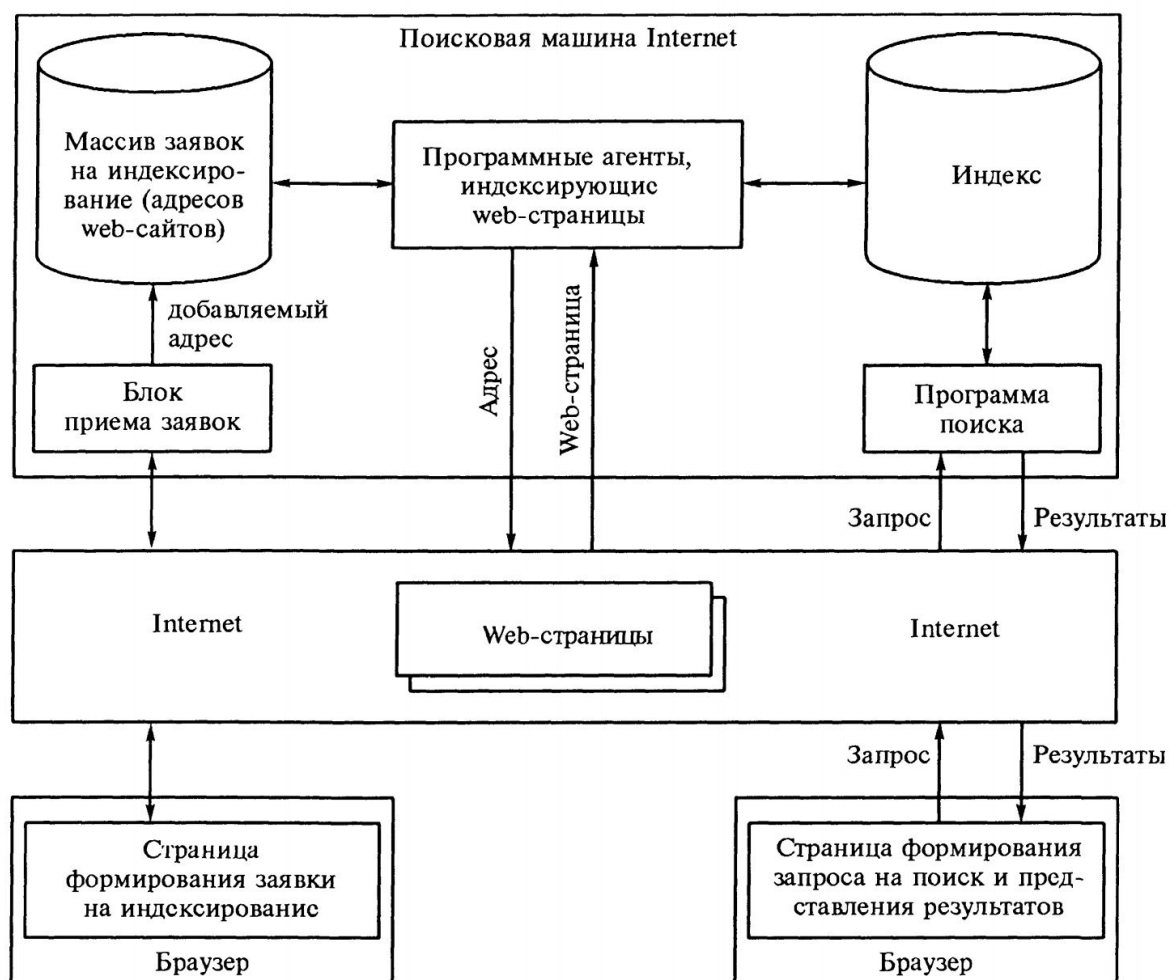 Поисковая машина Internet
Массив заявок
на индексиро-
вание (адресов
web-сайтов)
Программные агенты,
индексирующие
web-страницы
Индекс
добавляемый
адрес
Адрес
Web-страница
Блок
приема заявок
Программа
поиска
Запрос
Результаты
Internet
Web-страницы
Internet
Запрос
Результаты
Страница
формирования заявки
на индексирование
Браузер
Страница формирования
запроса на поиск и пред-
ставления результатов
Браузер